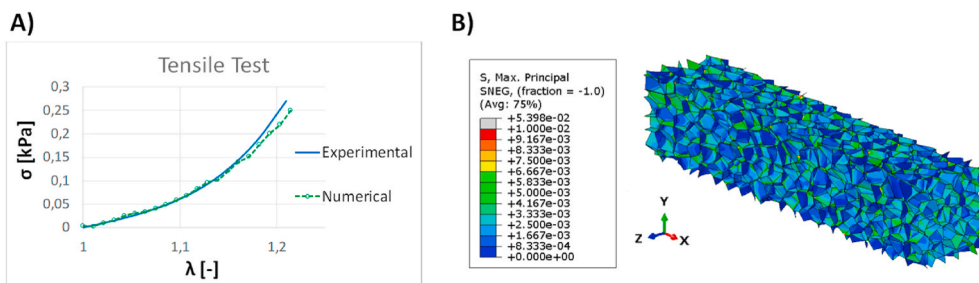 A)
Tensile Test
0,3
0,25
0,2
0,15
0,1
0,05
0
σ [kPa]
1
1,1
1,2
λ [-]
Experimental
Numerical
B)
S, Max. Principal
SNEG, (fraction = -1.0)
(Avg: 75%)
+5.398e-02
+1.000e-02
+9.167e-03
+8.333e-03
+7.500e-03
+6.667e-03
+5.833e-03
+5.000e-03
+4.167e-03
+3.333e-03
+2.500e-03
+1.667e-03
+8.333e-04
+0.000e+00
Y
Z
X